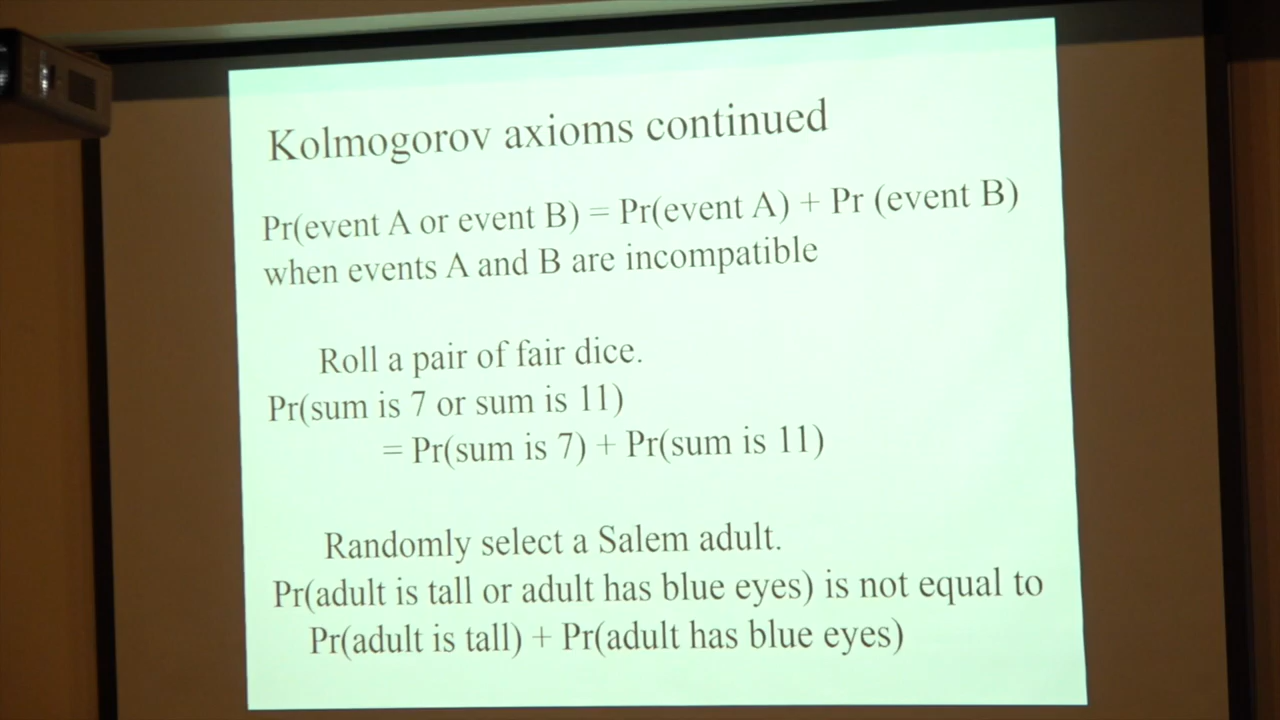 Kolmogorov axioms continued
Pr(event A or event B) = Pr(event A) + Pr (event B)
when events A and B are incompatible
Roll a pair of fair dice.
Pr(sum is 7 or sum is 11)
= Pr(sum is 7) + Pr(sum is 11)
Randomly select a Salem adult.
Pr(adult is tall or adult has blue eyes) is not equal to
Pr(adult is tall) + Pr(adult has blue eyes)